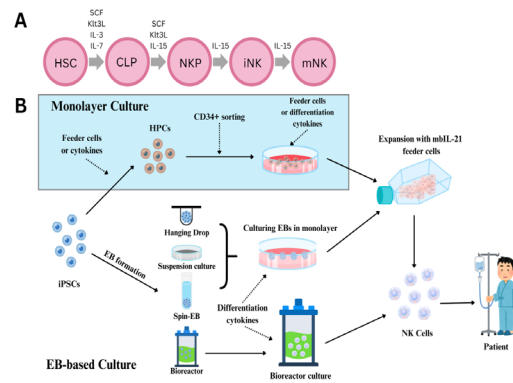 A
SCF
Klt3L
IL-3
IL-7
SCF
Klt3L
IL-15
IL-15
IL-15
HSC
CLP
NKP
iNK
mNK
B
Monolayer Culture
Feeder cells
or cytokines
HPCs
CD34+ sorting
Feeder cells
or differentiation
cytokines
Expansion with mbIL-21
feeder cells
iPSCs
EB formation
Hanging Drop
Suspension culture
Spin-EB
Bioreactor
Culturing EBs in monolayer
Differentiation
cytokines
Bioreactor culture
NK Cells
Patient
EB-based Culture